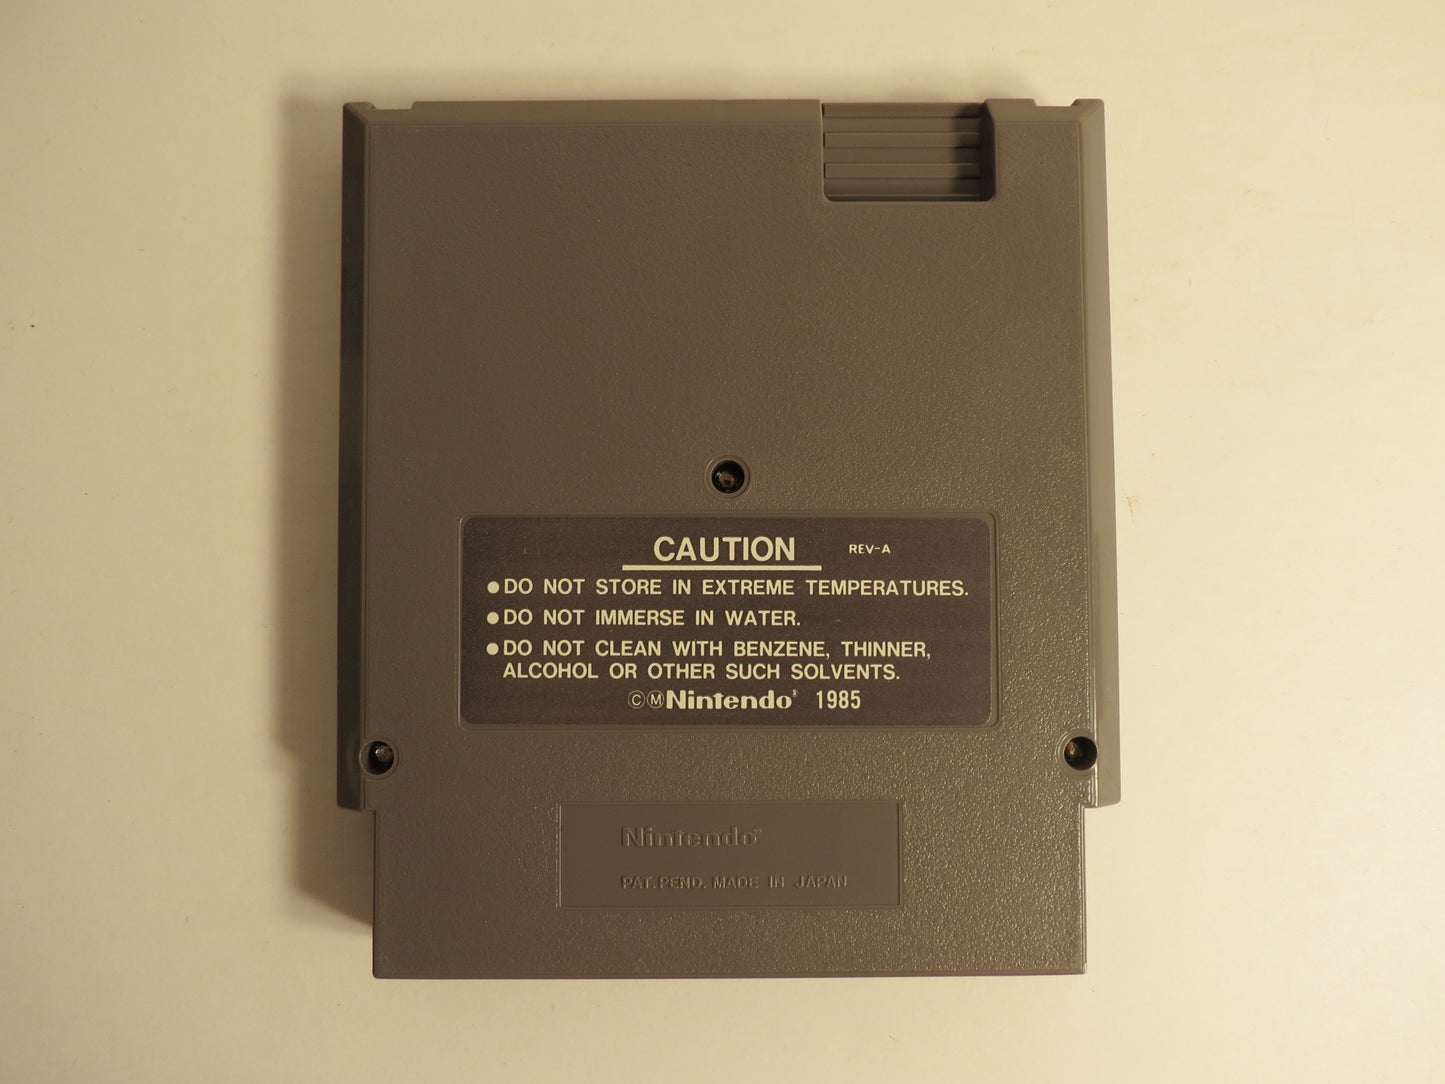 CAUTION REV-A
●DO NOT STORE IN EXTREME TEMPERATURES.
●DO NOT IMMERSE IN WATER.
●DO NOT CLEAN WITH BENZENE, THINNER,
ALCOHOL OR OTHER SUCH SOLVENTS.
©ⓂNintendo® 1985
Nintendo®
PAT. PEND. MADE IN JAPAN